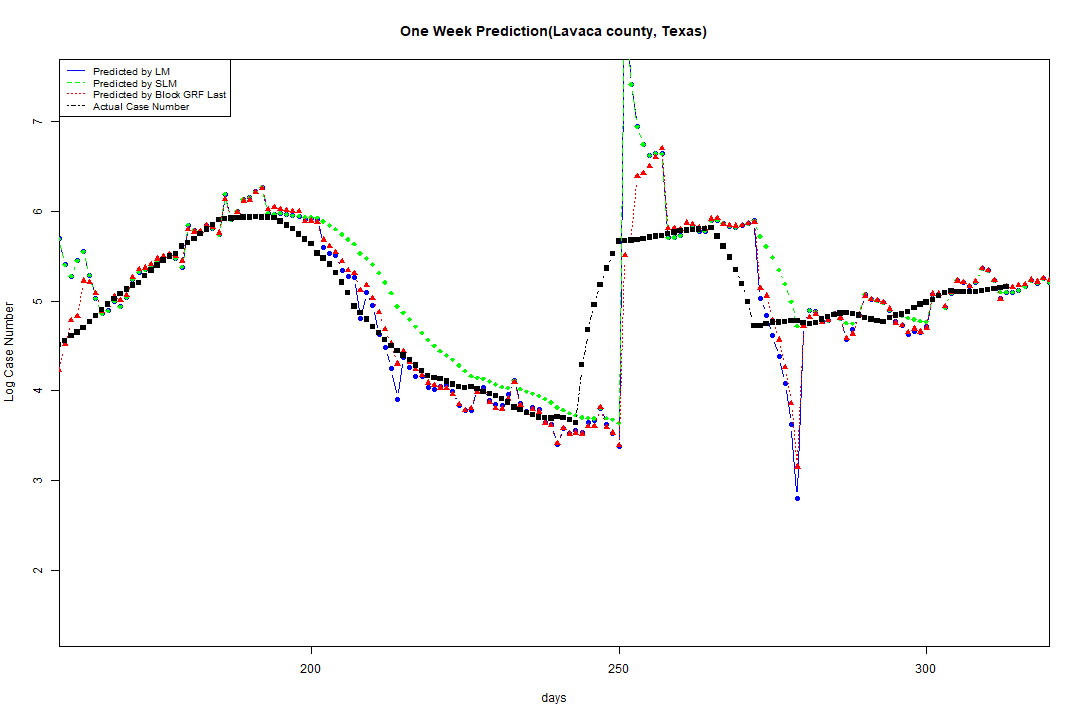 One Week Prediction(Lavaca county, Texas)
Predicted by LM
Predicted by SLM
Predicted by Block GRF Last
Actual Case Number
7
6
5
4
3
2
Log Case Number
200 250 300
days